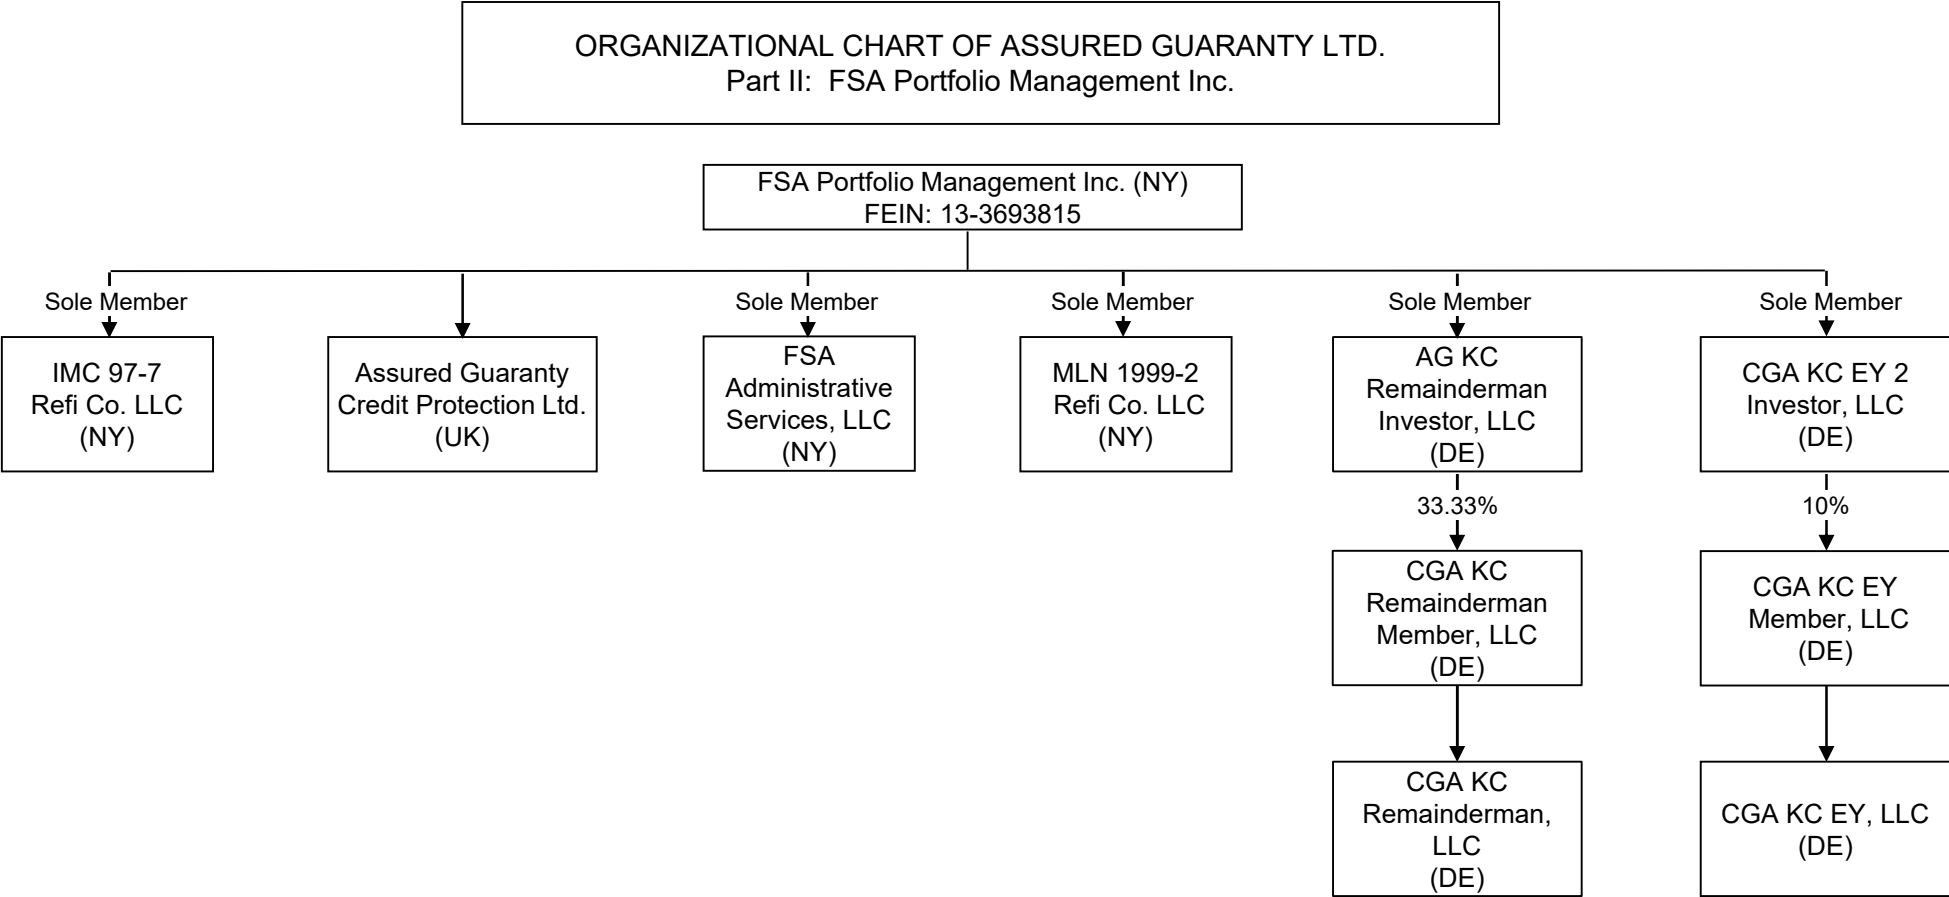 ORGANIZATIONAL CHART OF ASSURED GUARANTY LTD.
Part II: FSA Portfolio Management Inc.
FSA Portfolio Management Inc. (NY)
FEIN: 13-3693815
Sole Member
Sole Member
Sole Member
Sole Member
Sole Member
IMC 97-7
Refi Co. LLC
(NY)
Assured Guaranty
Credit Protection Ltd.
(UK)
FSA
Administrative
Services, LLC
(NY)
MLN 1999-2
Refi Co. LLC
(NY)
AG KC
Remainderman
Investor, LLC
(DE)
CGA KC EY 2
Investor, LLC
(DE)
33.33%
10%
CGA KC
Remainderman
Member, LLC
(DE)
CGA KC EY
Member, LLC
(DE)
CGA KC
Remainderman,
LLC
(DE)
CGA KC EY, LLC
(DE)